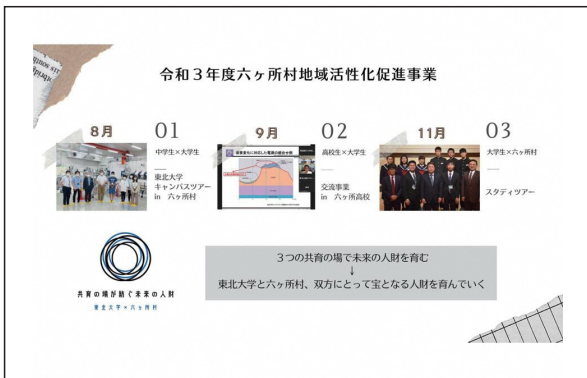 令和３年度六ヶ所村地域活性化促進事業
8月
01
中学生×大学生
東北大学
キャンパスツアー
in 六ヶ所村
9月
02
高校生×大学生
交流事業
in 六ヶ所高校
11月
03
大学生×六ヶ所村
スタディツアー
共育の場が紡ぐ未来の人財
東北大学×六ヶ所村
３つの共育の場で未来の人財を育む
↓
東北大学と六ヶ所村、双方にとって宝となる人財を育んでいく